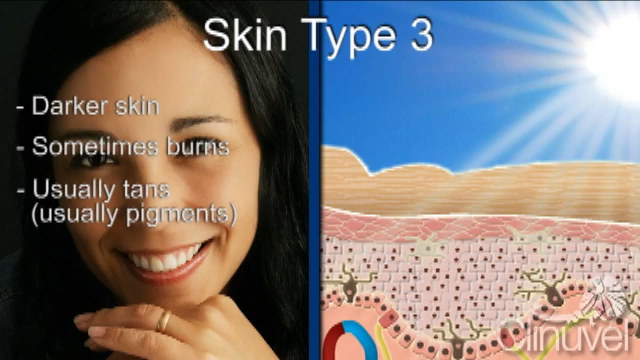 Skin Type 3
- Darker skin
- Sometimes burns
- Usually tans
(usually pigments)
clinuvel